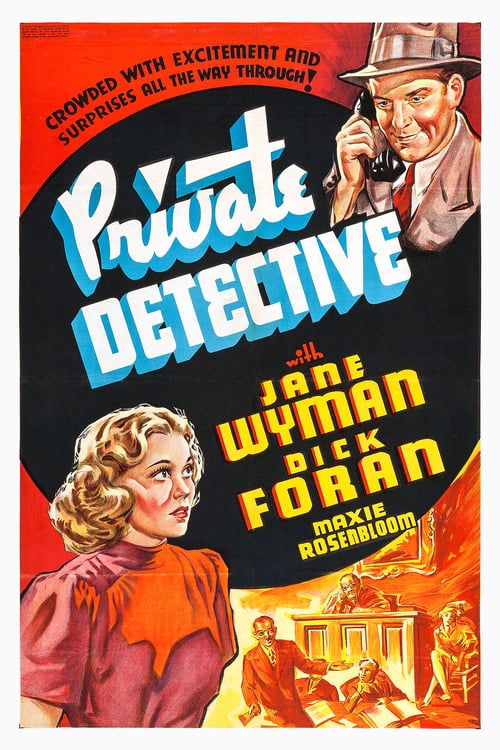 CROWDED WITH EXCITEMENT AND
SURPRISES ALL THE WAY THROUGH!
Private
DETECTIVE
with
JANE
WYMAN
DICK
FORAN
MAXIE
ROSENBLOOM